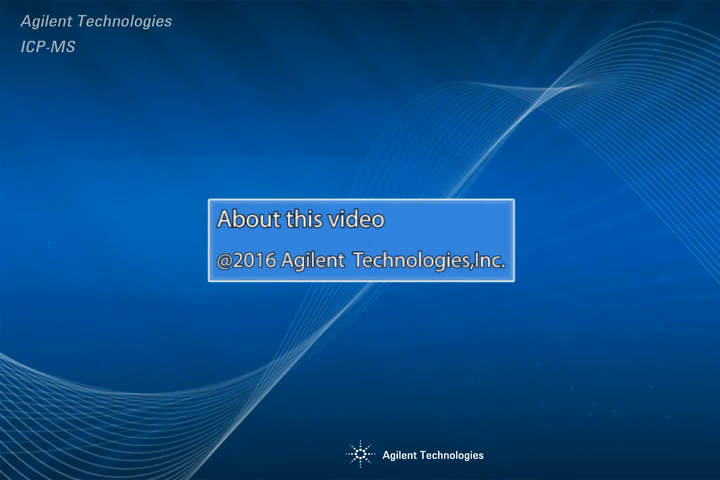 Agilent Technologies
ICP-MS
About this video
@2016 Agilent Technologies,Inc.
Agilent Technologies